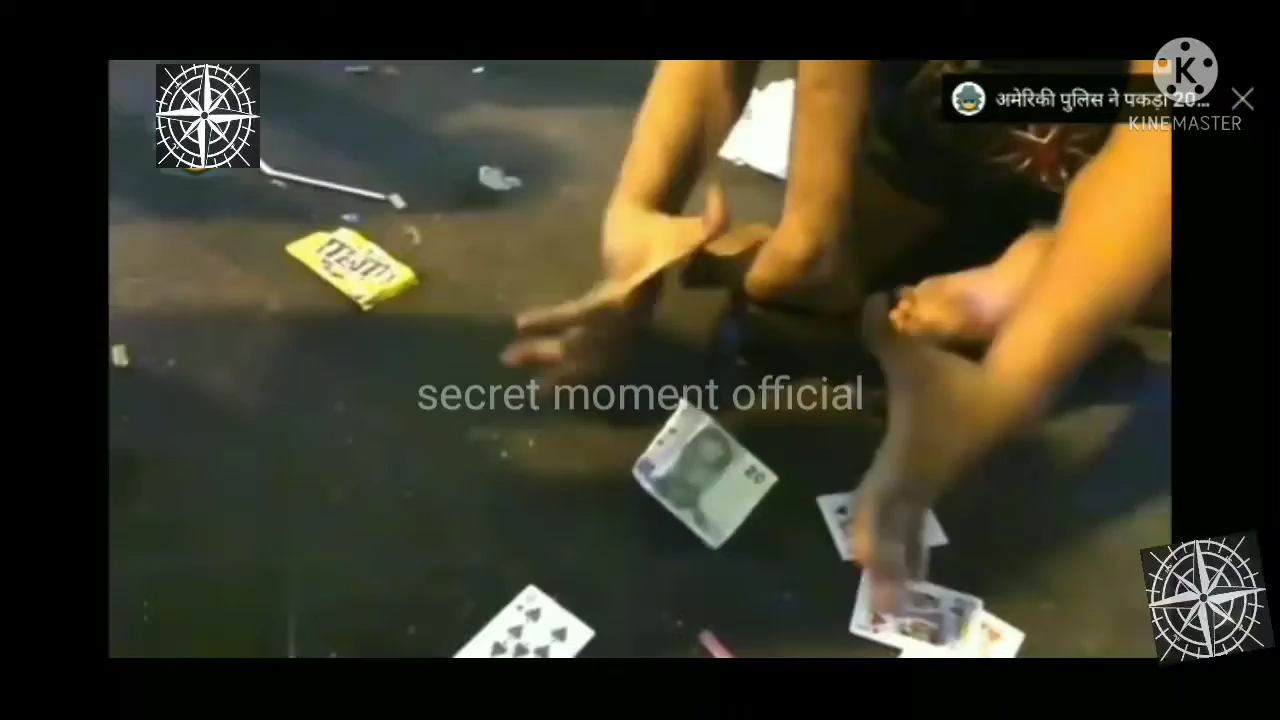 K
अमेरिकी पुलिस ने पकड़ा 20...
KINEMASTER
m&m's
secret moment official
20